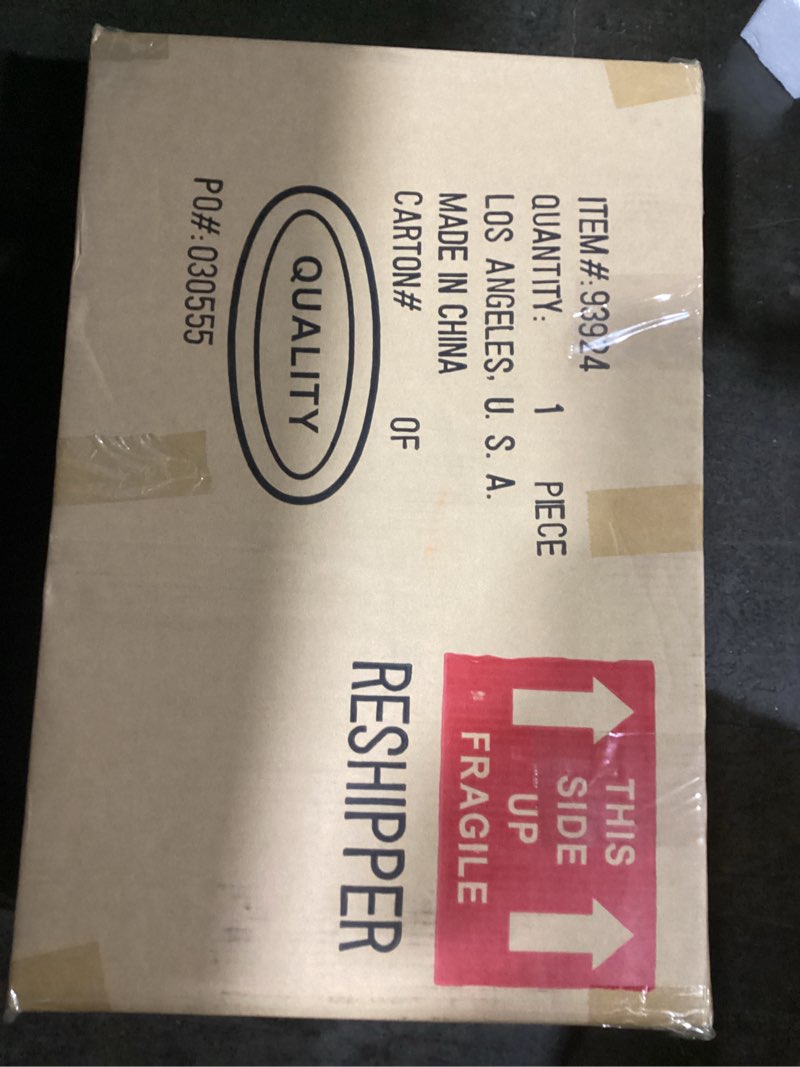 ITEM#:93924
QUANTITY: 1 PIECE
LOS ANGELES, U. S. A.
MADE IN CHINA
CARTON# OF
QUALITY
PO#:030555
THIS
SIDE
UP
FRAGILE
RESHIPPER